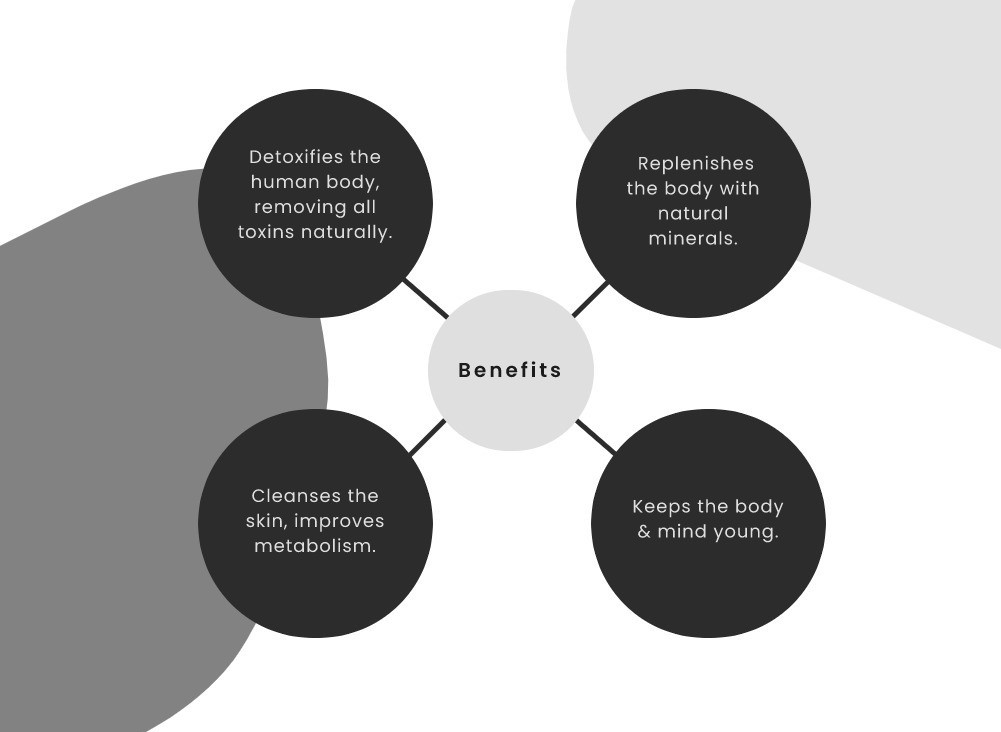 Detoxifies the
human body,
removing all
toxins naturally.
Replenishes
the body with
natural
minerals.
Benefits
Cleanses the
skin, improves
metabolism.
Keeps the body
& mind young.